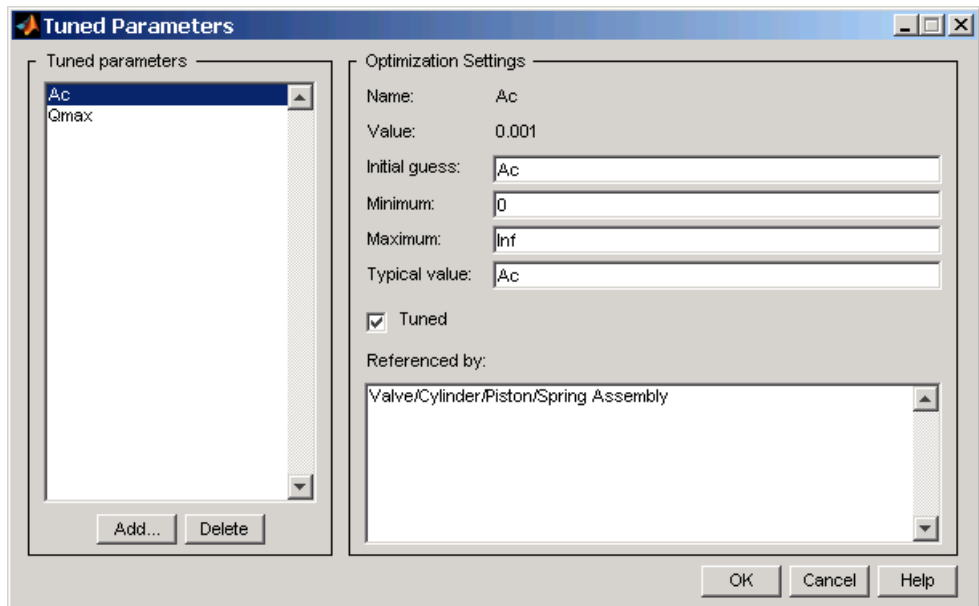 Tuned Parameters
Tuned parameters
Ac
Qmax
Add...
Delete
Optimization Settings
Name: Ac
Value: 0.001
Initial guess: Ac
Minimum: 0
Maximum: Inf
Typical value: Ac
Tuned
Referenced by:
Valve/Cylinder/Piston/Spring Assembly
OK Cancel Help